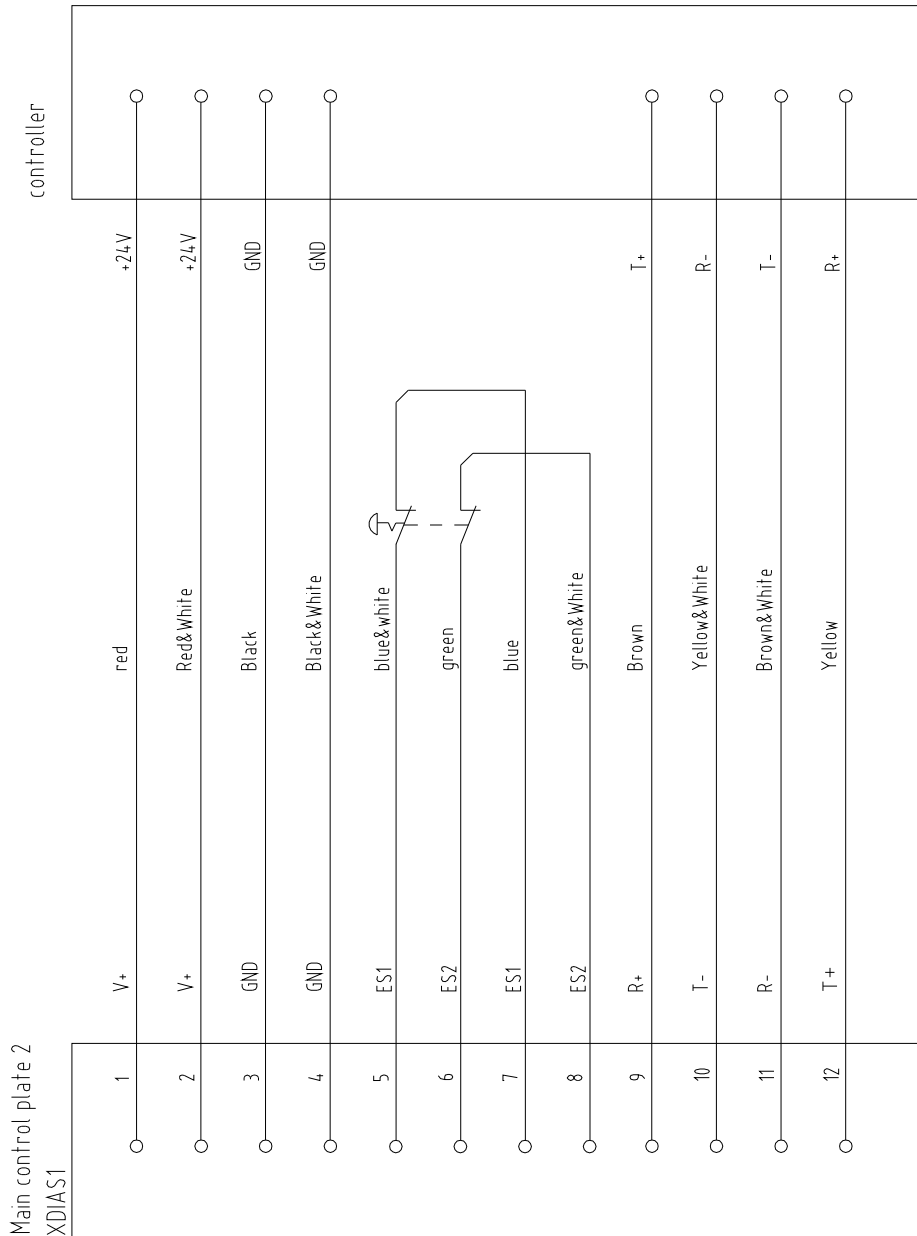 controller
+24V
+24V
GND
GND
T+
R-
T-
R+
red
Red&White
Black
Black&White
blue&white
green
blue
green&White
Brown
Yellow&White
Brown&White
Yellow
V+
V+
GND
GND
ES1
ES2
ES1
ES2
R+
T-
R-
T+
Main control plate 2
XDIAS1
1
2
3
4
5
6
7
8
9
10
11
12